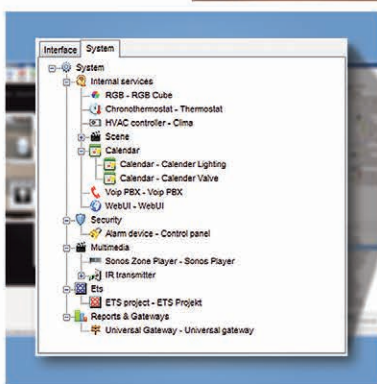 Interface System
System
Internal services
RGB - RGB Cube
Chronothermostat - Thermostat
HVAC controller - Clima
Scene
Calendar
Calendar - Calender Lighting
Calendar - Calender Valve
Voip PBX - Voip PBX
WebUI - WebUI
Security
Alarm device - Control panel
Multimedia
Sonos Zone Player - Sonos Player
IR transmitter
Ets
ETS project - ETS Projekt
Reports & Gateways
Universal Gateway - Universal gateway